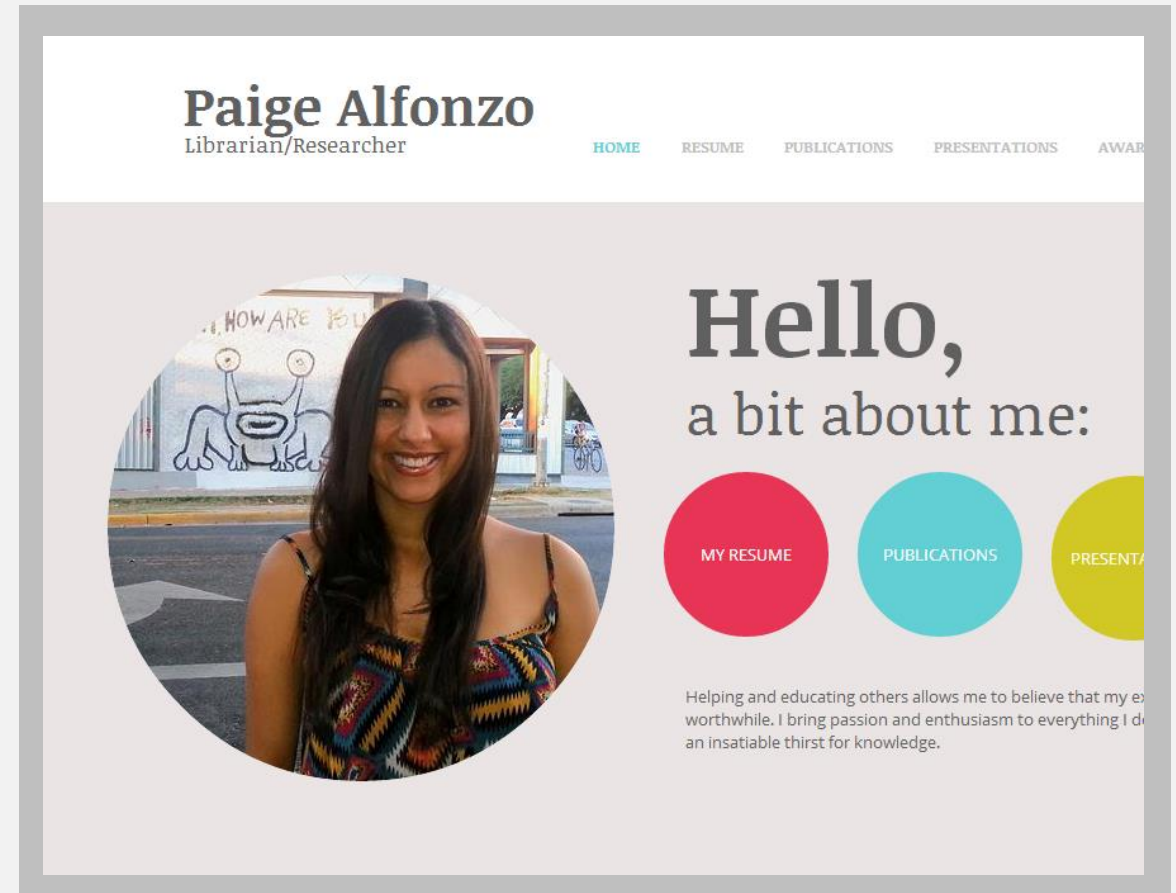 Paige Alfonzo
Librarian/Researcher
HOME RESUME PUBLICATIONS PRESENTATIONS
HOW ARE
Hello,
a bit about me:
MY RESUME PUBLICATIONS
Helping and educating others allows me to believe that my
worthwhile. I bring passion and enthusiasm to everything I
an insatiable thirst for knowledge.